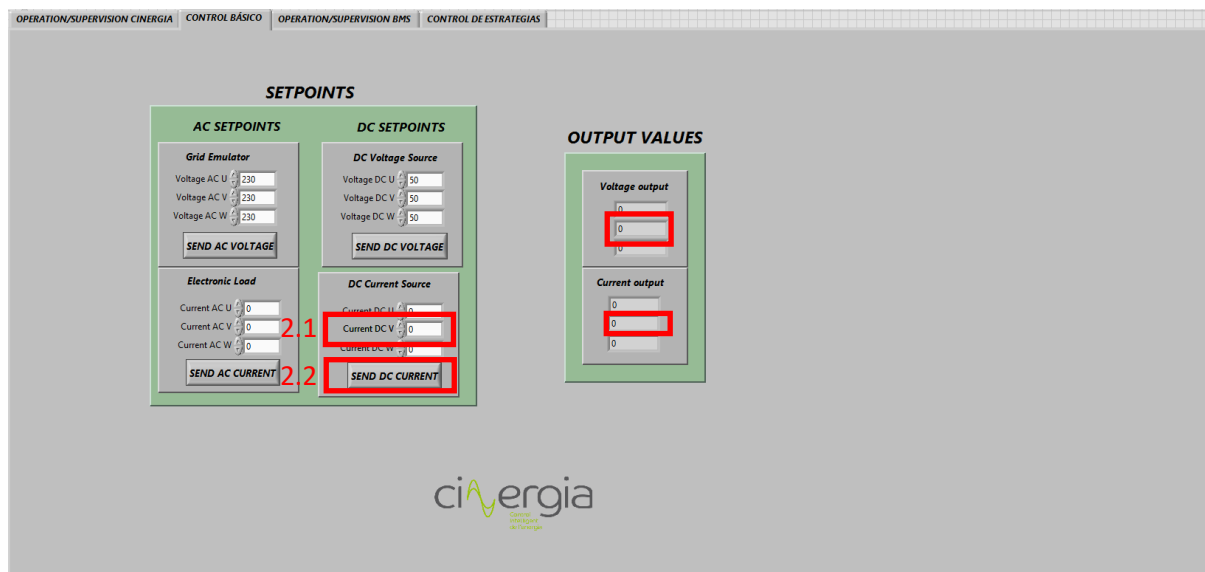 OPERATION/SUPERVISION CINERGIA CONTROL BÁSICO OPERATION/SUPERVISION BMS CONTROL DE ESTRATEGIAS
SETPOINTS
AC SETPOINTS
Grid Emulator
Voltage AC U 230
Voltage AC V 230
Voltage AC W 230
SEND AC VOLTAGE
Electronic Load
Current AC U 0
Current AC V 0
Current AC W 0
SEND AC CURRENT
DC SETPOINTS
DC Voltage Source
Voltage DC U 50
Voltage DC V 50
Voltage DC W 50
SEND DC VOLTAGE
DC Current Source
Current DC U 0
2.1 Current DC V 0
Current DC W 0
2.2 SEND DC CURRENT
OUTPUT VALUES
Voltage output
0
0
0
Current output
0
0
0
cinergia